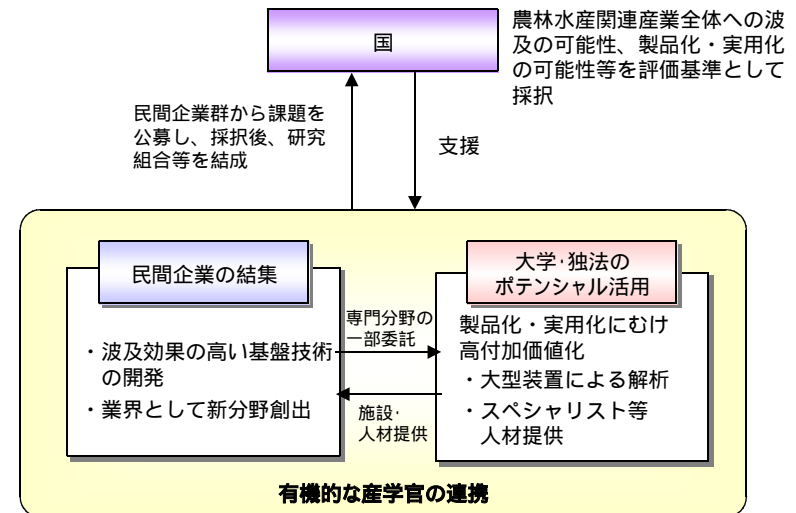 国
農林水産関連産業全体への波
及の可能性、製品化・実用化
の可能性等を評価基準として
採択
民間企業群から課題を
公募し、採択後、研究
組合等を結成
支援
民間企業の結集
・波及効果の高い基盤技術
の開発
・業界として新分野創出
専門分野の
一部委託
施設・
人材提供
大学・独法の
ポテンシャル活用
製品化・実用化にむけ
高付加価値化
・大型装置による解析
・スペシャリスト等
人材提供
有機的な産学官の連携